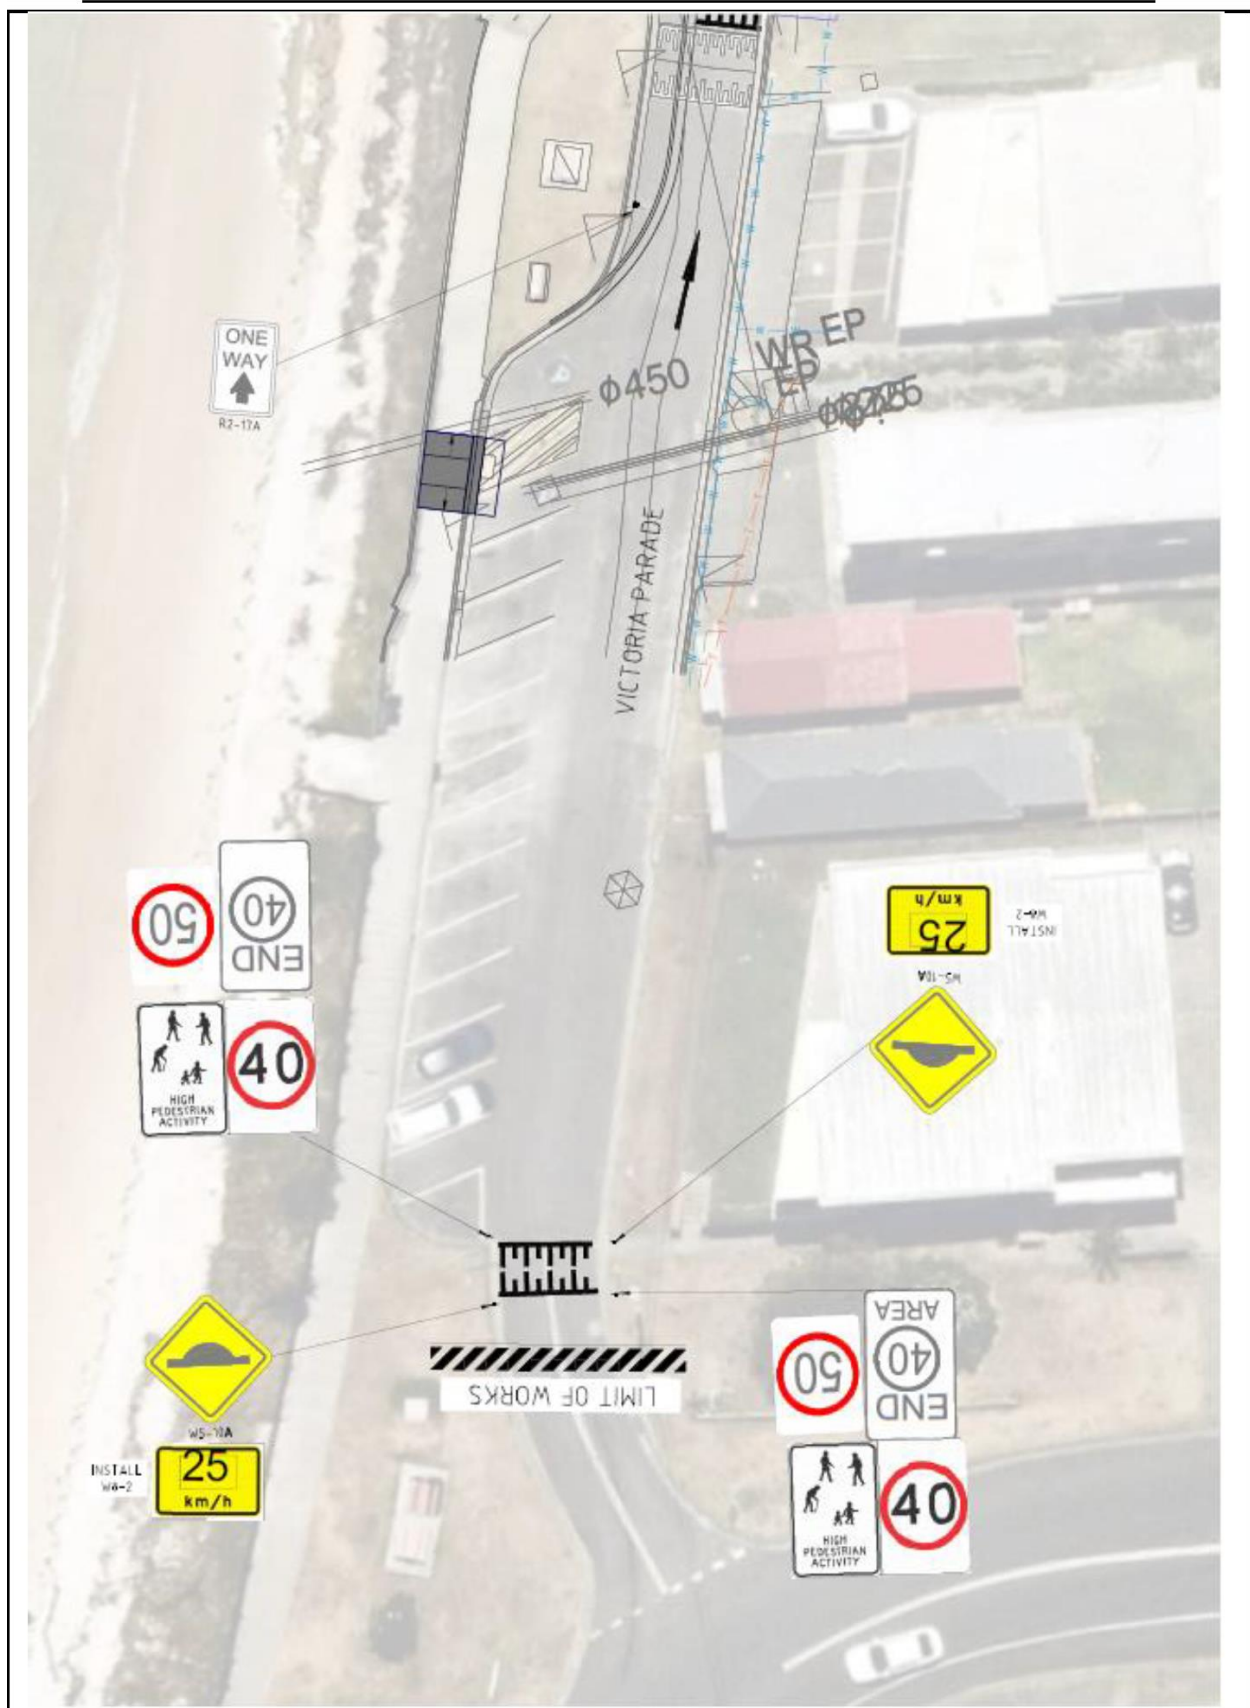 ONE
WAY
R2-17A
WR EP
EP
ϕ450
VICTORIA PARADE
50
END
40
HIGH
PEDESTRIAN
ACTIVITY
40
INSTALL
W6-2
25
km/h
W5-10A
W5-10A
INSTALL
W6-2
25
km/h
LIMIT OF WORKS
50
END
40
AREA
HIGH
PEDESTRIAN
ACTIVITY
40